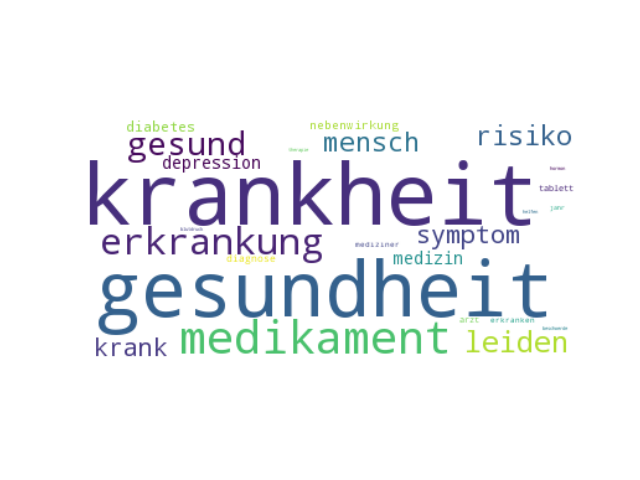 diabetes nebenwirkung
gesund mensch risiko
therapie
depression
krankheit hormon
tablett
helfen jahr
blutdruck
erkrankung symptom
mediziner
diagnose medizin
gesundheit
medikament arzt erkranken
beschwerde
krank leiden